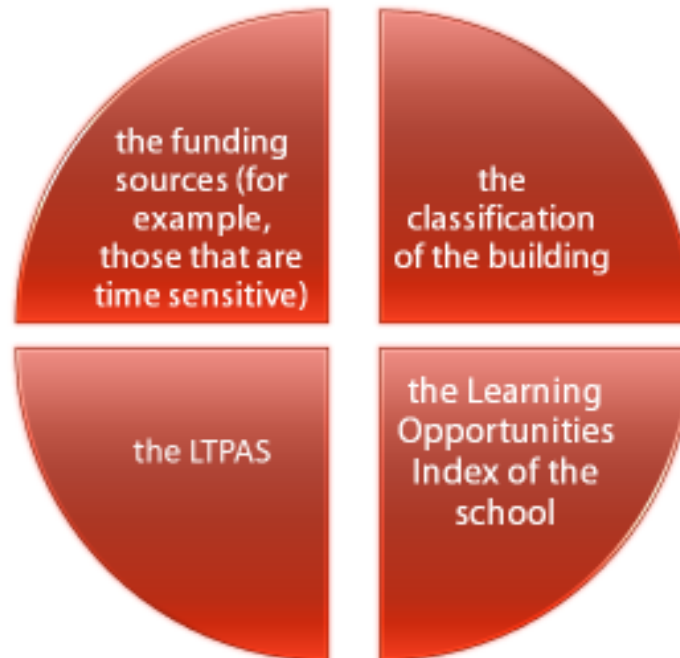 the funding
sources (for
example,
those that are
time sensitive)
the
classification
of the building
the LTPAS
the Learning
Opportunities
Index of the
school